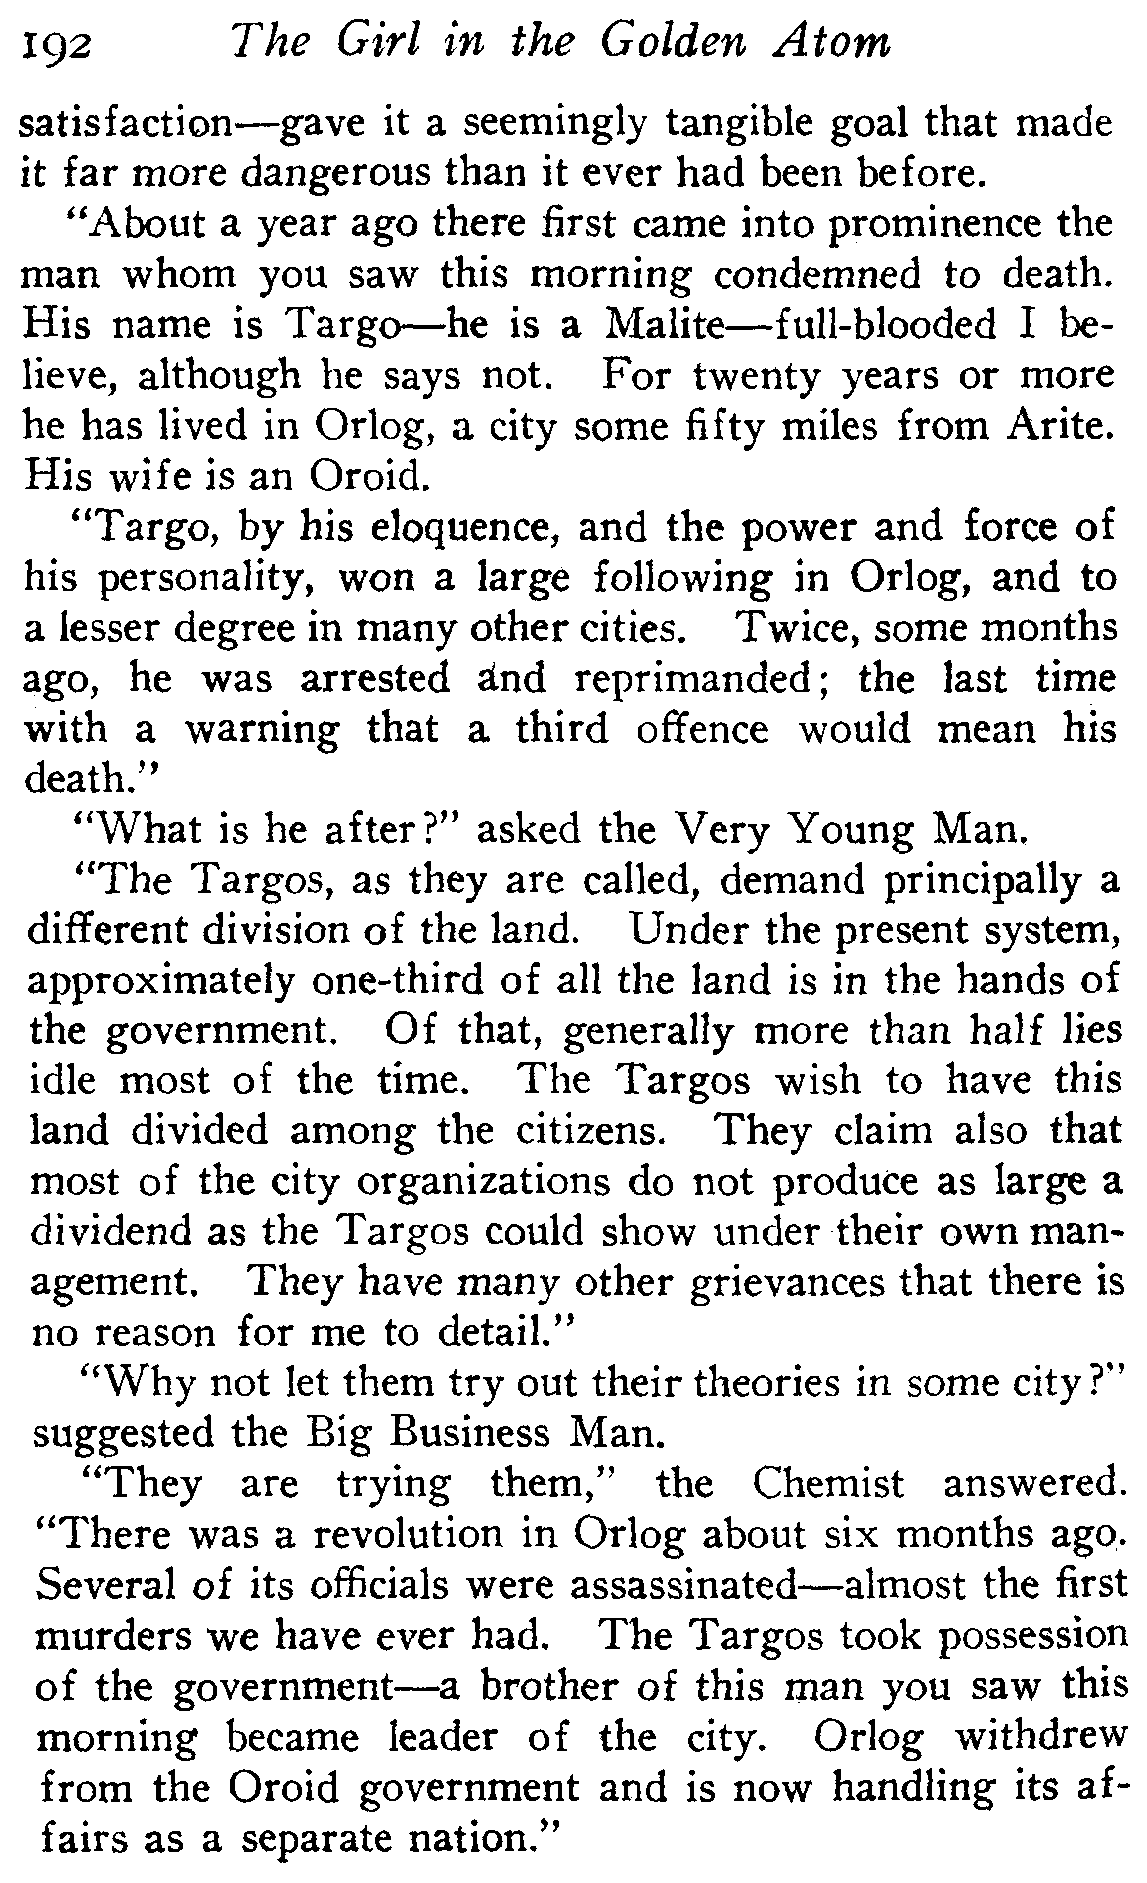 192 The Girl in the Golden Atom
satisfaction—gave it a seemingly tangible goal that made
it far more dangerous than it ever had been before.
“About a year ago there first came into prominence the
man whom you saw this morning condemned to death.
His name is Targo—he is a Malite—full-blooded I be-
lieve, although he says not. For twenty years or more
he has lived in Orlog, a city some fifty miles from Arite.
His wife is an Oroid.
“Targo, by his eloquence, and the power and force of
his personality, won a large following in Orlog, and to
a lesser degree in many other cities. Twice, some months
ago, he was arrested and reprimanded; the last time
with a warning that a third offence would mean his
death.”
“What is he after?” asked the Very Young Man.
“The Targos, as they are called, demand principally a
different division of the land. Under the present system,
approximately one-third of all the land is in the hands of
the government. Of that, generally more than half lies
idle most of the time. The Targos wish to have this
land divided among the citizens. They claim also that
most of the city organizations do not produce as large a
dividend as the Targos could show under their own man-
agement. They have many other grievances that there is
no reason for me to detail.”
“Why not let them try out their theories in some city?”
suggested the Big Business Man.
“They are trying them,” the Chemist answered.
“There was a revolution in Orlog about six months ago.
Several of its officials were assassinated—almost the first
murders we have ever had. The Targos took possession
of the government—a brother of this man you saw this
morning became leader of the city. Orlog withdrew
from the Oroid government and is now handling its af-
fairs as a separate nation.”